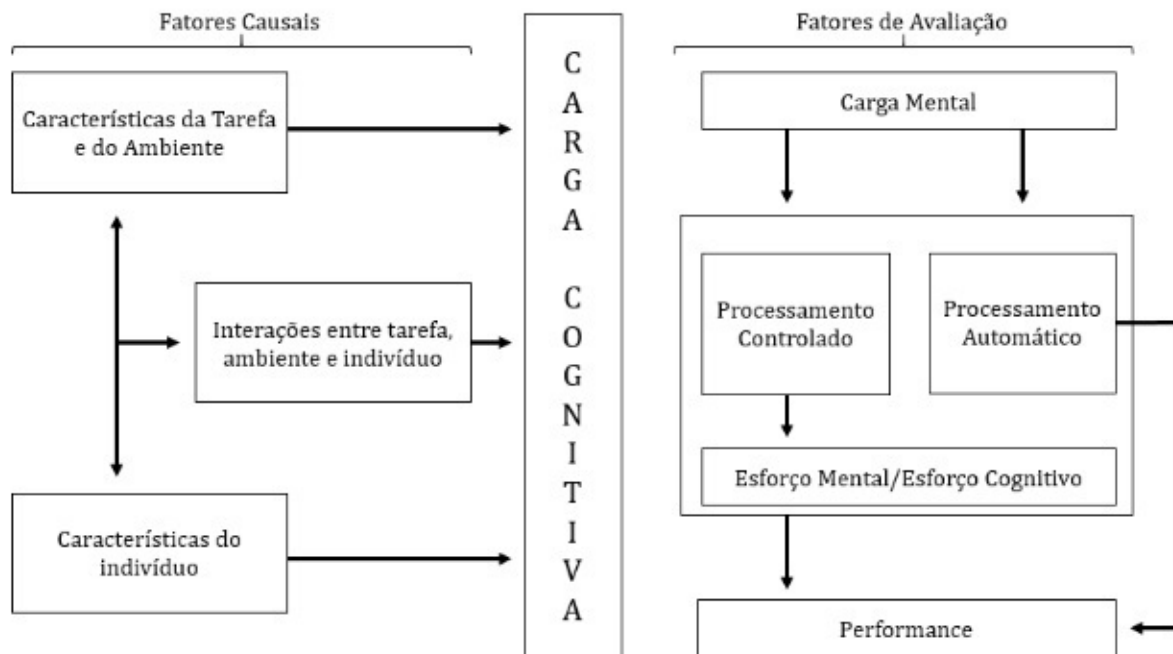 Fatores Causais
Características da Tarefa
e do Ambiente
Interações entre tarefa,
ambiente e indivíduo
Características do
indivíduo
C
A
R
G
A
C
O
G
N
I
T
I
V
A
Fatores de Avaliação
Carga Mental
Processamento
Controlado
Processamento
Automático
Esforço Mental/Esforço Cognitivo
Performance